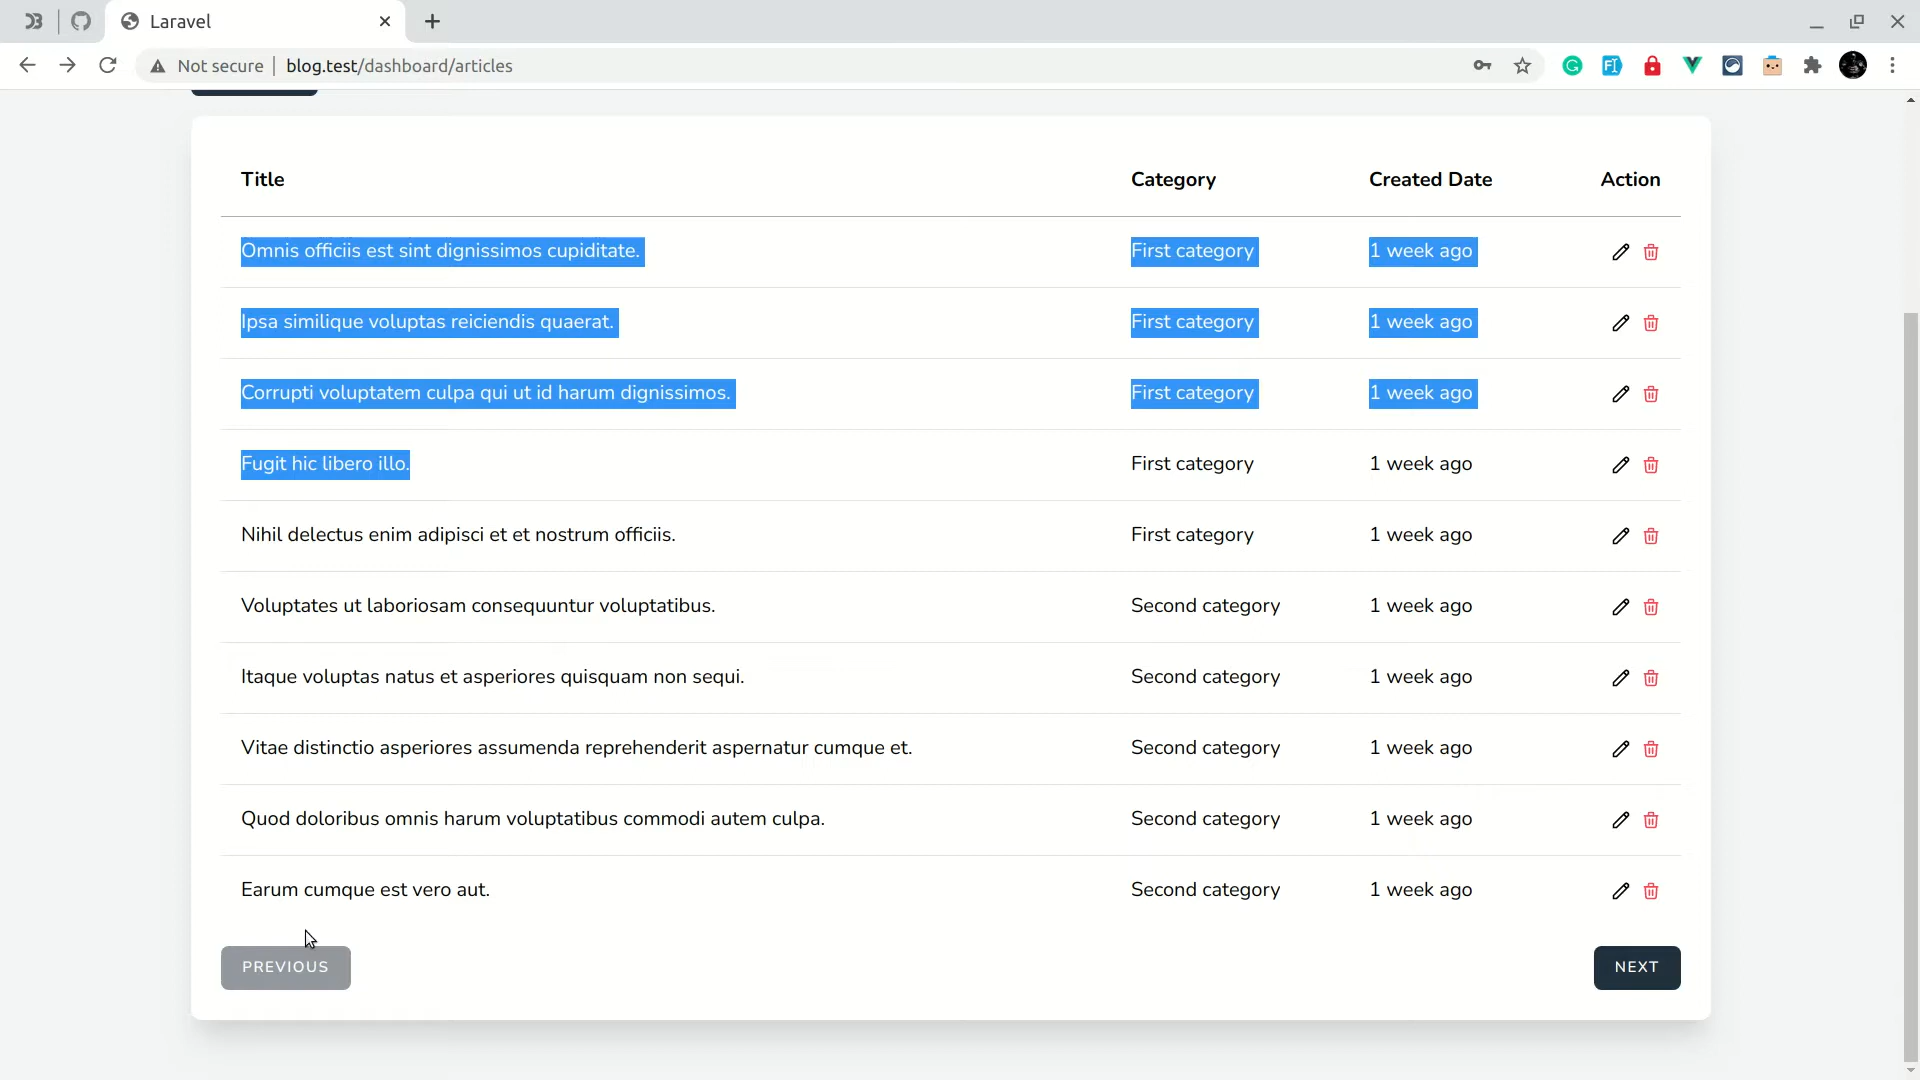 Laravel
Not secure | blog.test/dashboard/articles
Title Category Created Date Action
Omnis officiis est sint dignissimos cupiditate. First category 1 week ago
Ipsa similique voluptas reiciendis quaerat. First category 1 week ago
Corrupti voluptatem culpa qui ut id harum dignissimos. First category 1 week ago
Fugit hic libero illo. First category 1 week ago
Nihil delectus enim adipisci et et nostrum officiis. First category 1 week ago
Voluptates ut laboriosam consequuntur voluptatibus. Second category 1 week ago
Itaque voluptas natus et asperiores quisquam non sequi. Second category 1 week ago
Vitae distinctio asperiores assumenda reprehenderit aspernatur cumque et. Second category 1 week ago
Quod doloribus omnis harum voluptatibus commodi autem culpa. Second category 1 week ago
Earum cumque est vero aut. Second category 1 week ago
PREVIOUS NEXT